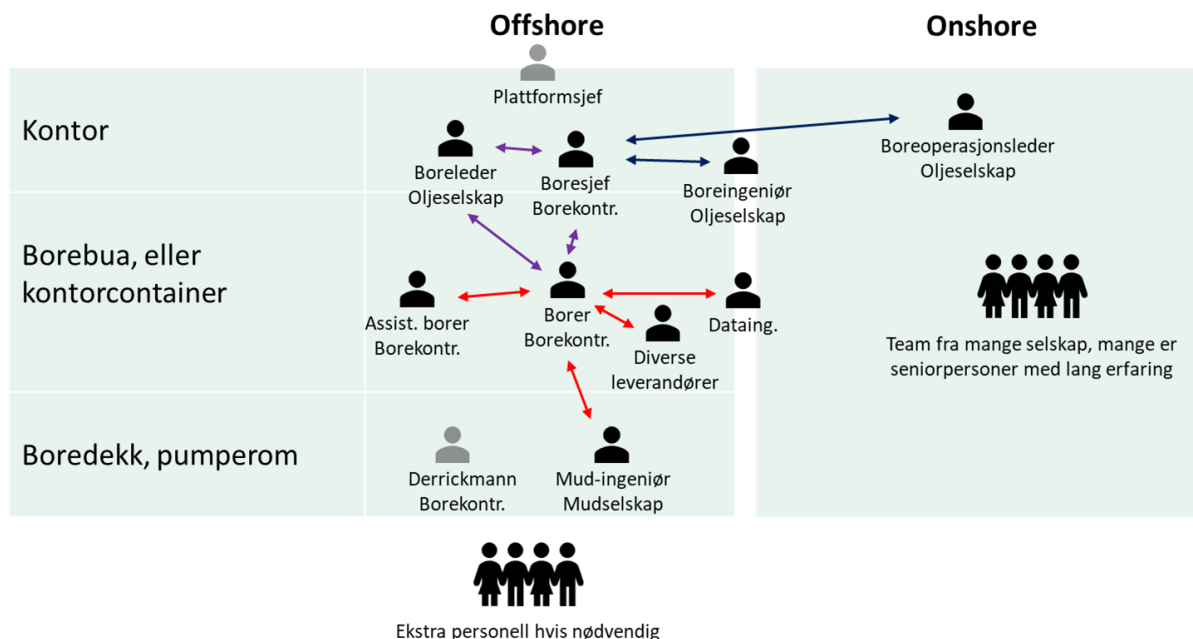 Offshore
Onshore
Kontor
Plattformsjef
Boreleder
Oljeselskap
Boresjef
Borekontr.
Boreingeniør
Oljeselskap
Boreoperasjonsleder
Oljeselskap
Borebua, eller
kontorcontainer
Assist. borer
Borekontr.
Borer
Borekontr.
Diverse
leverandører
Dataing.
Team fra mange selskap, mange er
seniorpersoner med lang erfaring
Boredekk, pumperom
Derrickmann
Borekontr.
Mud-ingeniør
Mudselskap
Ekstra personell hvis nødvendig